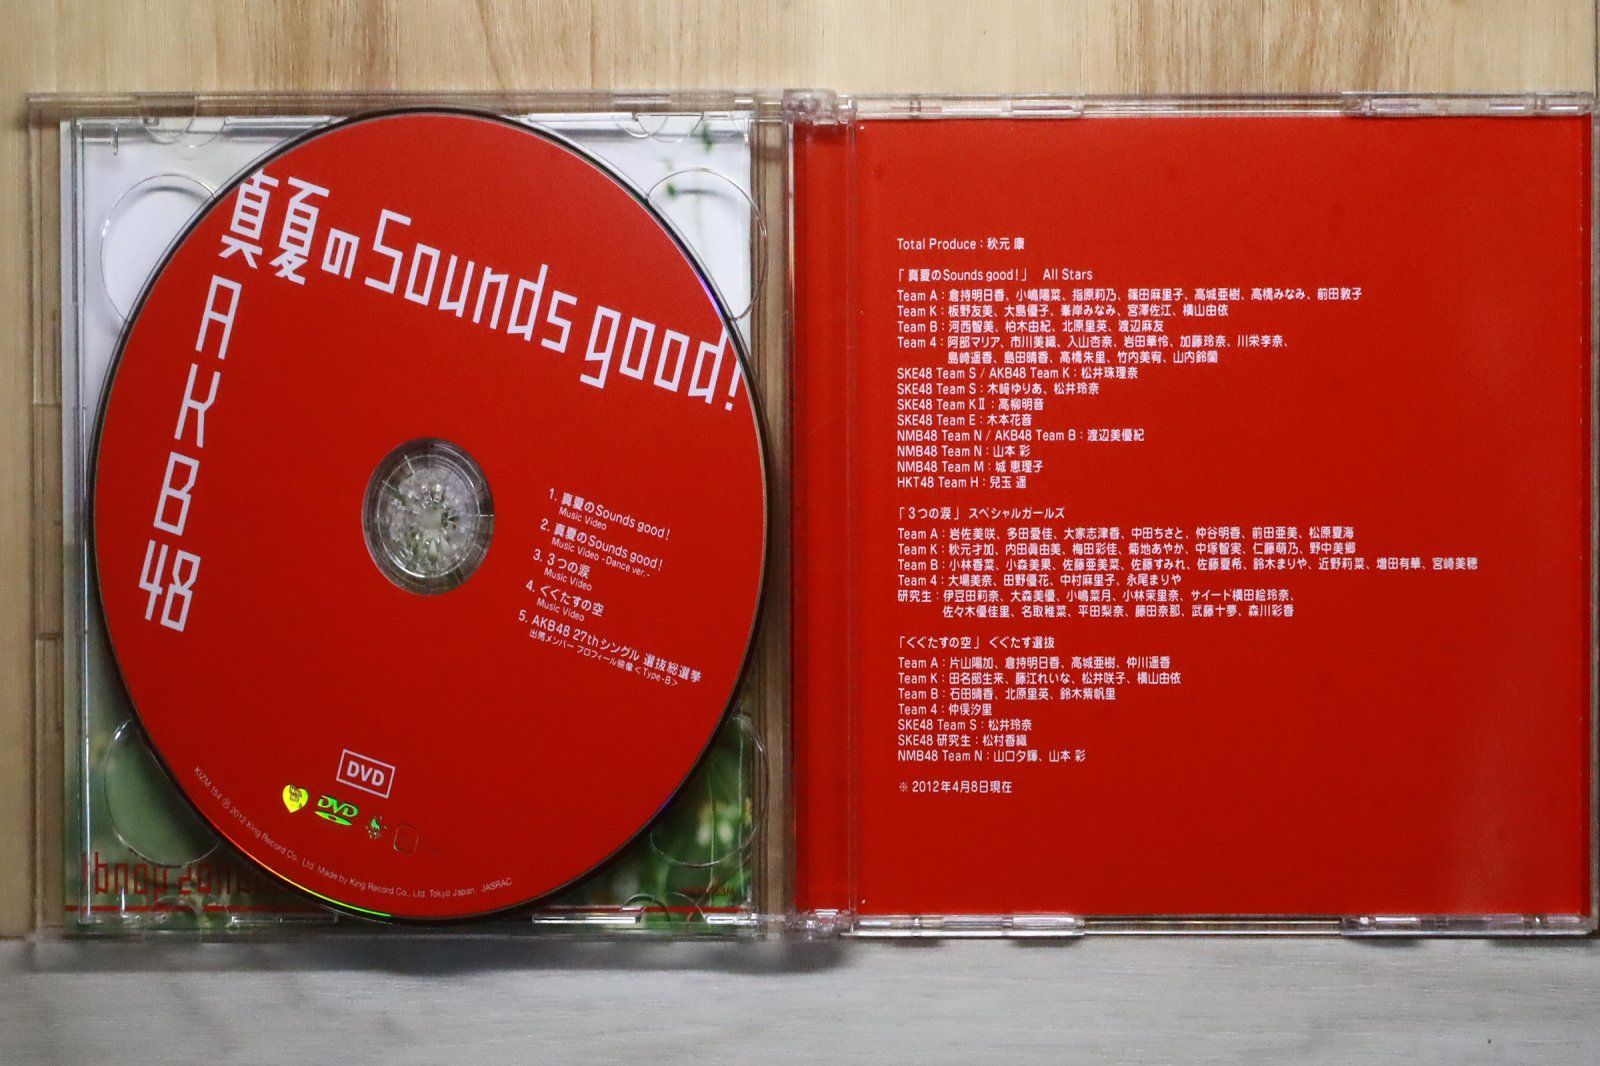 真夏のSounds good!
AKB48
1. 真夏のSounds good!
Music Video
2. 真夏のSounds good!
Music Video -Dance ver.-
3. 3つの涙
Music Video
4. くくたすの空
Music Video
5. AKB48 27thシングル 選抜総選挙
出馬メンバー プロフィール映像<Type-B>
DVD
DVD
KIZM 154 ℗ 2012 King Record Co., Ltd. Made by King Record Co., Ltd. Tokyo Japan. JASRAC
Total Produce：秋元 康
「真夏のSounds good!」 All Stars
Team A：倉持明日香、小嶋陽菜、指原莉乃、篠田麻里子、高城亜樹、高橋みなみ、前田敦子
Team K：板野友美、大島優子、峯岸みなみ、宮澤佐江、横山由依
Team B：河西智美、柏木由紀、北原里英、渡辺麻友
Team 4：阿部マリア、市川美織、入山杏奈、岩田華怜、加藤玲奈、川栄李奈、
島崎遥香、島田晴香、高橋朱里、竹内美宥、山内鈴蘭
SKE48 Team S / AKB48 Team K：松井珠理奈
SKE48 Team S：木﨑ゆりあ、松井玲奈
SKE48 Team KⅡ：高柳明音
SKE48 Team E：木本花音
NMB48 Team N / AKB48 Team B：渡辺美優紀
NMB48 Team N：山本 彩
NMB48 Team M：城 恵理子
HKT48 Team H：兒玉 遥
「3つの涙」 スペシャルガールズ
Team A：岩佐美咲、多田愛佳、大家志津香、中田ちさと、仲谷明香、前田亜美、松原夏海
Team K：秋元才加、内田眞由美、梅田彩佳、菊地あやか、中塚智実、仁藤萌乃、野中美郷
Team B：小林香菜、小森美果、佐藤亜美菜、佐藤すみれ、佐藤夏希、鈴木まりや、近野莉菜、増田有華、宮崎美穂
Team 4：大場美奈、田野優花、中村麻里子、永尾まりや
研究生：伊豆田莉奈、大森美優、小嶋菜月、小林茉里奈、サイード横田絵玲奈、
佐々木優佳里、名取稚菜、平田梨奈、藤田奈那、武藤十夢、森川彩香
「くくたすの空」 くくたす選抜
Team A：片山陽加、倉持明日香、高城亜樹、仲川遥香
Team K：田名部生来、藤江れいな、松井咲子、横山由依
Team B：石田晴香、北原里英、鈴木紫帆里
Team 4：仲俣汐里
SKE48 Team S：松井玲奈
SKE48 研究生：松村香織
NMB48 Team N：山口夕輝、山本 彩
※ 2012年4月8日現在